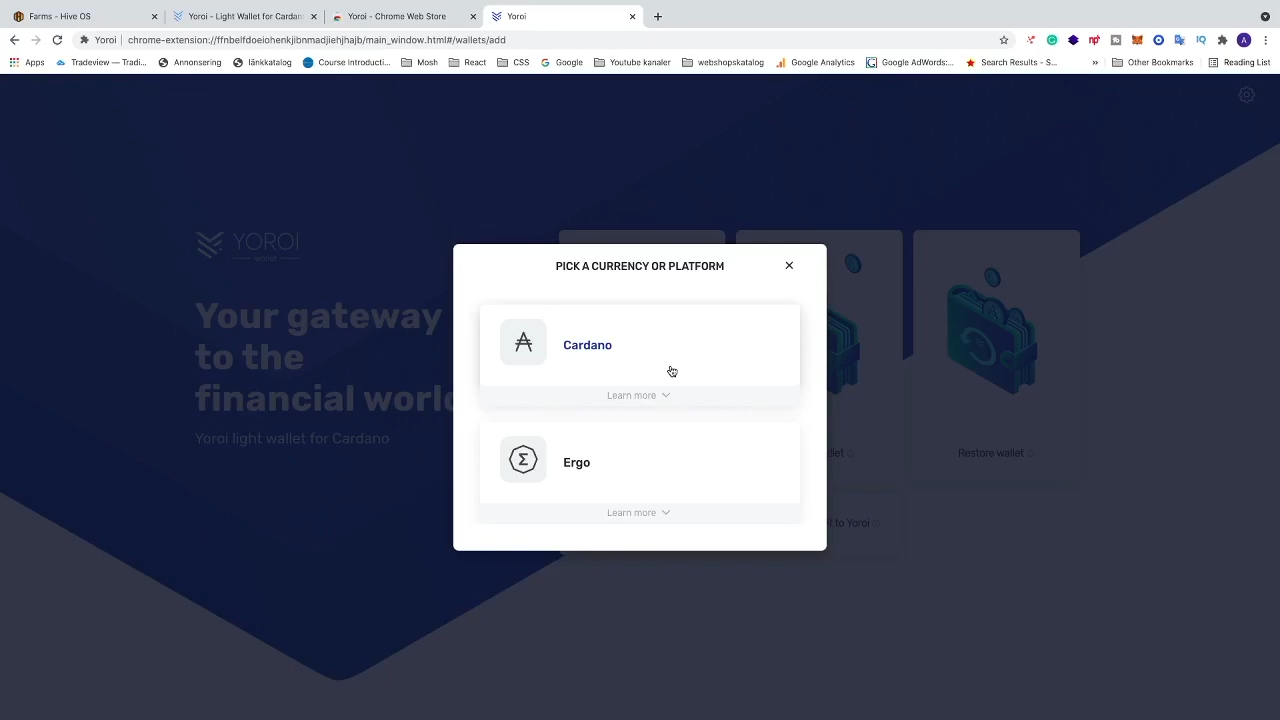 Farms - Hive OS
Yoroi - Light Wallet for Cardan
Yoroi - Chrome Web Store
Yoroi
Yoroi
chrome-extension://ffnbelfdoeiohenkjibnmadjiehjhajb/main_window.html#/wallets/add
Apps
Tradeview — Tradi...
Annonsering
länkkatalog
Course Introducti...
Mosh
React
CSS
Google
Youtube kanaler
webshopskatalog
Google Analytics
Google AdWords:...
Search Results - S...
»
Other Bookmarks
Reading List
YOROI
wallet
Your gateway
to the
financial world
Yoroi light wallet for Cardano
PICK A CURRENCY OR PLATFORM
Cardano
Learn more
Σ
Ergo
Learn more
Restore wallet
to Yoroi